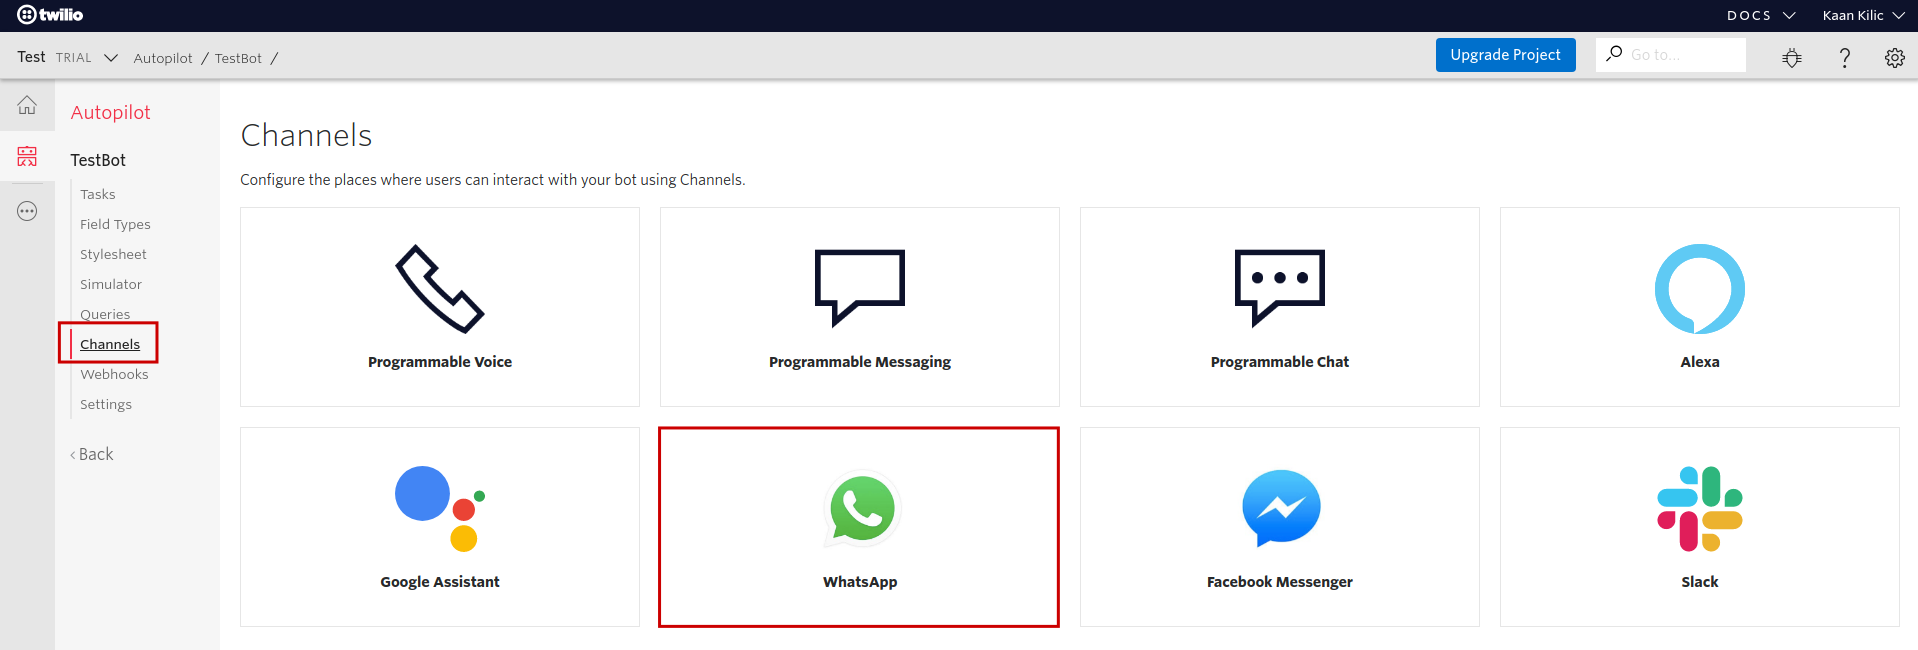 twilio
DOCS
Kaan Kilic
Test TRIAL
Autopilot / TestBot /
Upgrade Project
Go to...
?
Autopilot
TestBot
Tasks
Field Types
Stylesheet
Simulator
Queries
Channels
Webhooks
Settings
‹ Back
Channels
Configure the places where users can interact with your bot using Channels.
Programmable Voice
Programmable Messaging
Programmable Chat
Alexa
Google Assistant
WhatsApp
Facebook Messenger
Slack